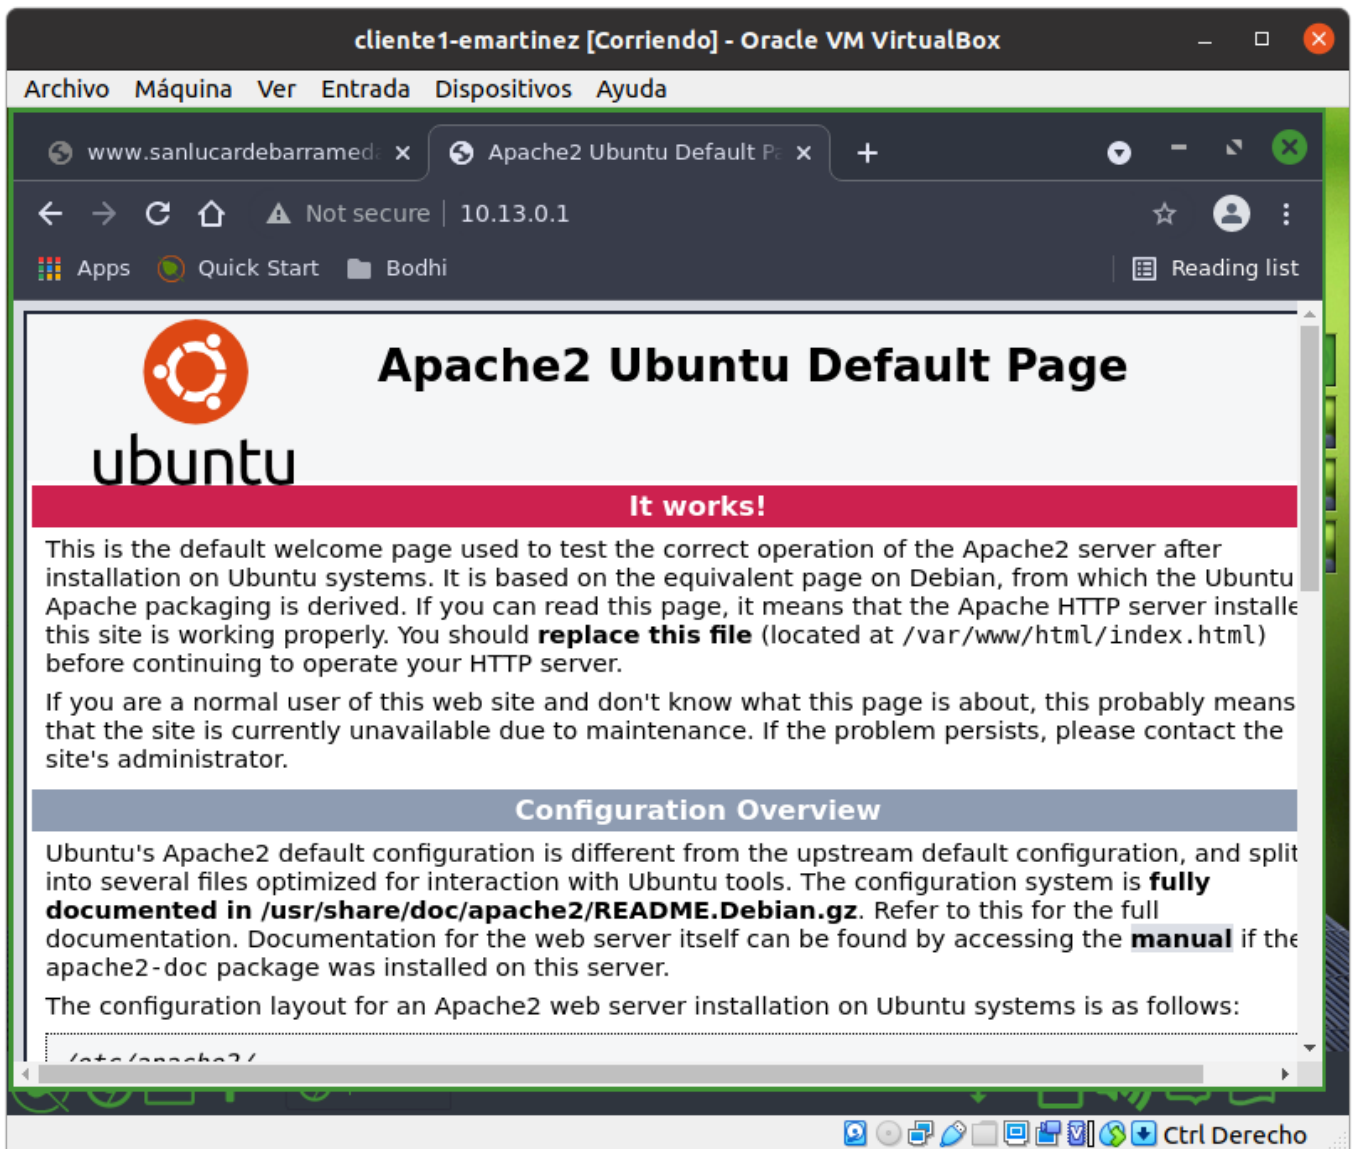 cliente1-emartinez [Corriendo] - Oracle VM VirtualBox
Archivo Máquina Ver Entrada Dispositivos Ayuda
www.sanlucardebarrameda Apache2 Ubuntu Default Pa
Not secure 10.13.0.1
Apps Quick Start Bodhi Reading list
ubuntu
Apache2 Ubuntu Default Page
It works!
This is the default welcome page used to test the correct operation of the Apache2 server after
installation on Ubuntu systems. It is based on the equivalent page on Debian, from which the Ubuntu
Apache packaging is derived. If you can read this page, it means that the Apache HTTP server installe
this site is working properly. You should replace this file (located at /var/www/html/index.html)
before continuing to operate your HTTP server.
If you are a normal user of this web site and don't know what this page is about, this probably means
that the site is currently unavailable due to maintenance. If the problem persists, please contact the
site's administrator.
Configuration Overview
Ubuntu's Apache2 default configuration is different from the upstream default configuration, and split
into several files optimized for interaction with Ubuntu tools. The configuration system is fully
documented in /usr/share/doc/apache2/README.Debian.gz. Refer to this for the full
documentation. Documentation for the web server itself can be found by accessing the manual if the
apache2-doc package was installed on this server.
The configuration layout for an Apache2 web server installation on Ubuntu systems is as follows:
/etc/apache2/
Ctrl Derecho